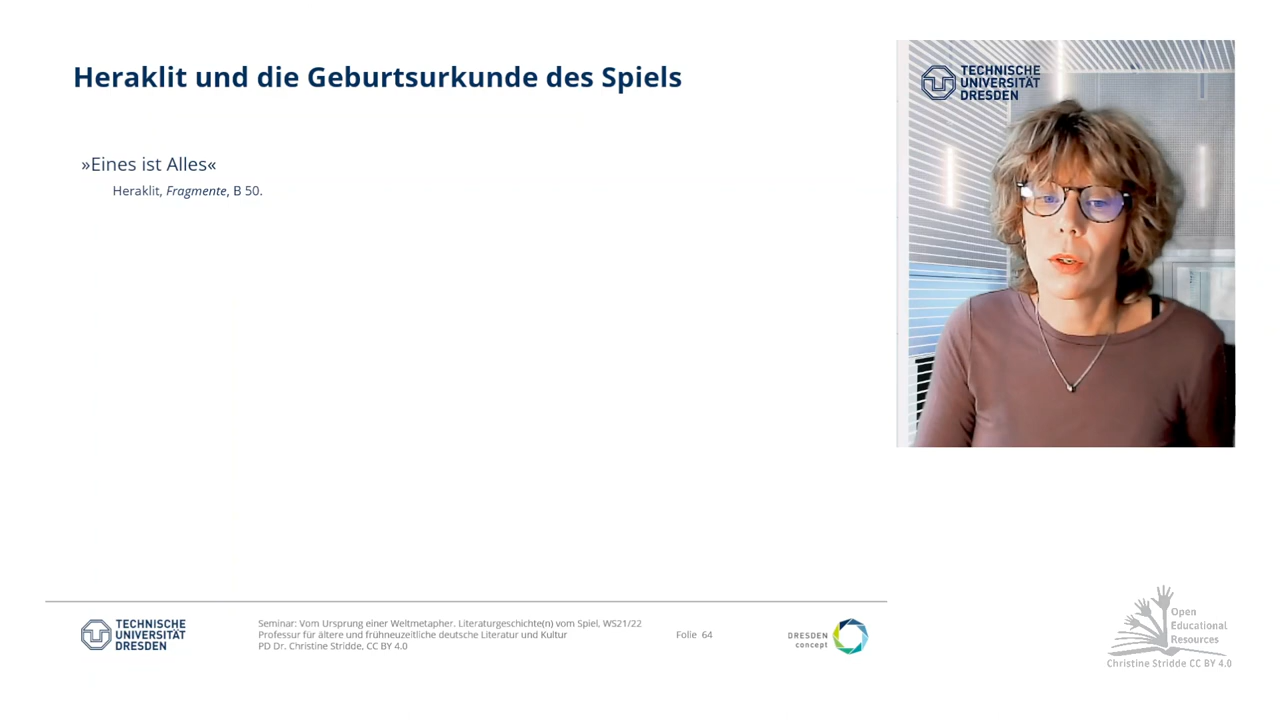 Heraklit und die Geburtsurkunde des Spiels
»Eines ist Alles«
Heraklit, Fragmente, B 50.
TECHNISCHE
UNIVERSITÄT
DRESDEN
TECHNISCHE
UNIVERSITÄT
DRESDEN
Seminar: Vom Ursprung einer Weltmetapher. Literaturgeschichte(n) vom Spiel, WS21/22
Professur für ältere und frühneuzeitliche deutsche Literatur und Kultur
PD Dr. Christine Stridde, CC BY 4.0
Folie 64
DRESDEN
concept
Open
Educational
Resources
Christine Stridde CC BY 4.0